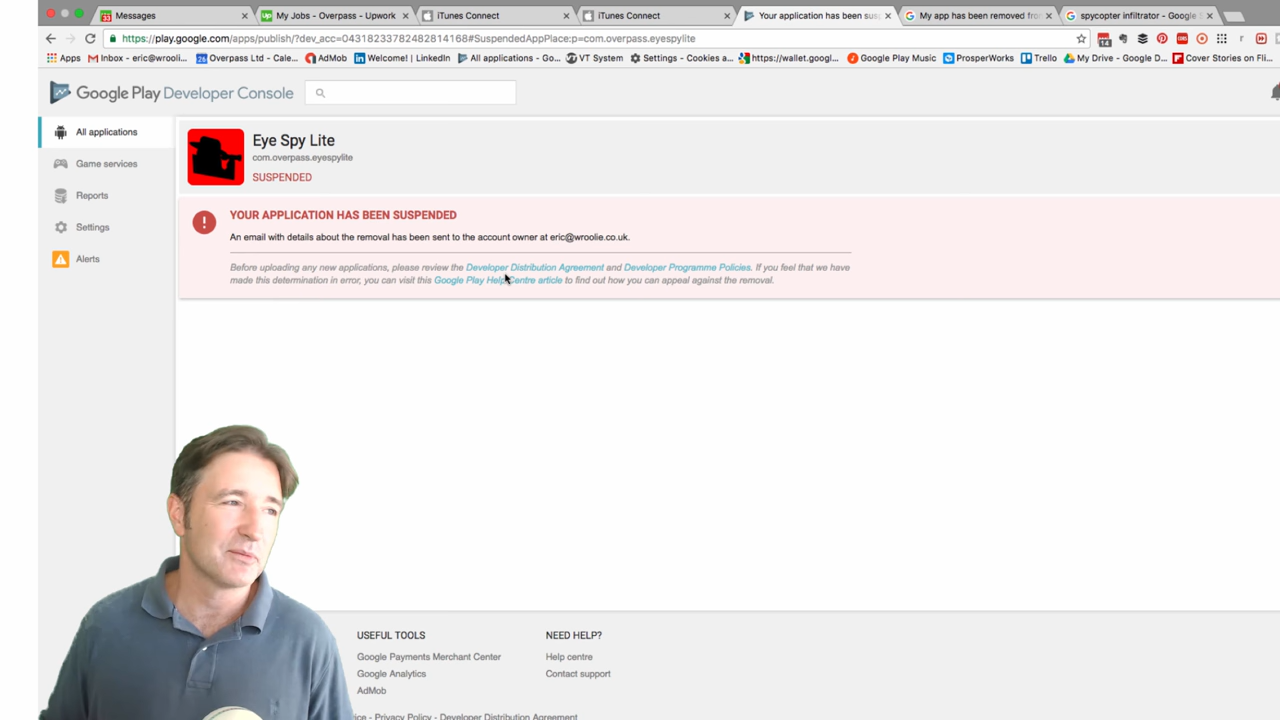 33
Messages
Up
My Jobs - Overpass - Upwork
iTunes Connect
iTunes Connect
Your application has been sus
My app has been removed fro
spycopter infiltrator - Google S
https://play.google.com/apps/publish/?dev_acc=04318233782482814168#SuspendedAppPlace:p=com.overpass.eyespylite
14
Apps
Inbox - eric@wrooli...
26
Overpass Ltd - Cale...
AdMob
Welcome! | LinkedIn
All applications - Go...
VT System
Settings - Cookies a...
https://wallet.googl...
Google Play Music
ProsperWorks
Trello
My Drive - Google D...
Cover Stories on Fli...
Google Play Developer Console
All applications
Game services
Reports
Settings
Alerts
Eye Spy Lite
com.overpass.eyespylite
SUSPENDED
YOUR APPLICATION HAS BEEN SUSPENDED
An email with details about the removal has been sent to the account owner at eric@wroolie.co.uk.
Before uploading any new applications, please review the Developer Distribution Agreement and Developer Programme Policies. If you feel that we have
made this determination in error, you can visit this Google Play Help Centre article to find out how you can appeal against the removal.
USEFUL TOOLS
Google Payments Merchant Center
Google Analytics
AdMob
NEED HELP?
Help centre
Contact support
ice - Privacy Policy - Developer Distribution Agreement